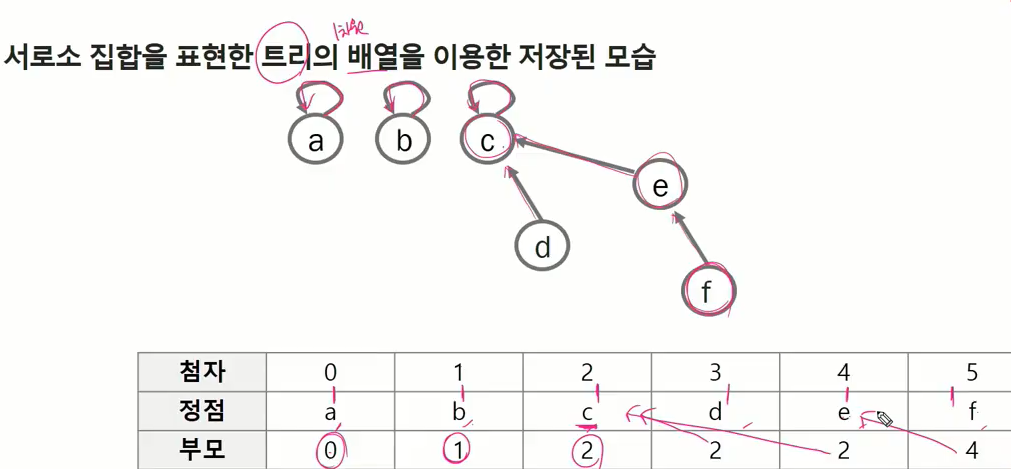 1차원
서로소 집합을 표현한 트리의 배열을 이용한 저장된 모습
a b c
e
d
f
첨자 0 1 2 3 4 5
정점 a b c d e f
부모 0 1 2 2 2 4